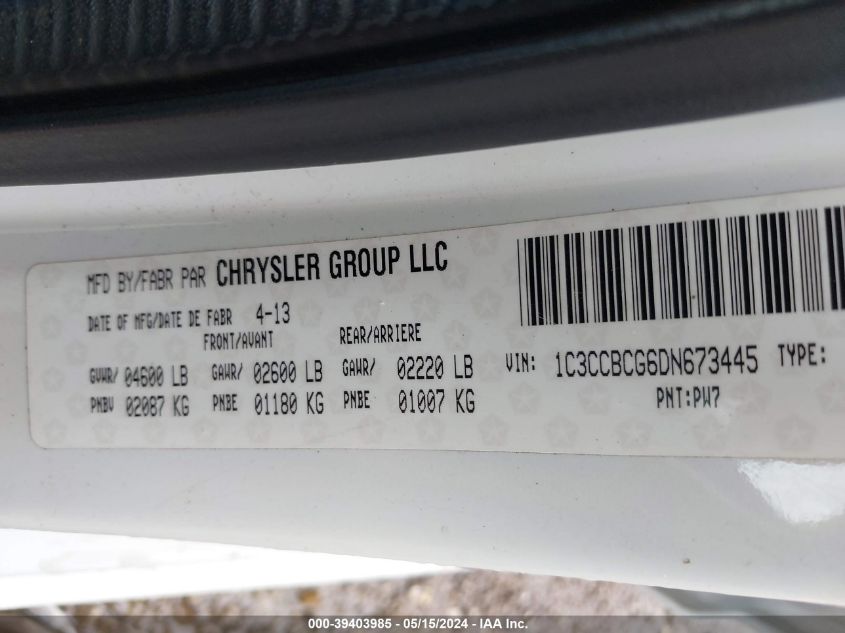 MFD BY/FABR PAR CHRYSLER GROUP LLC
DATE OF MFG/DATE DE FABR 4-13
FRONT/AVANT REAR/ARRIERE
GVWR/ 04600 LB GAWR/ 02600 LB GAWR/ 02220 LB
PNBV 02087 KG PNBE 01180 KG PNBE 01007 KG
VIN: 1C3CCBCG6DN673445 TYPE:
PNT:PW7
000-39403985 - 05/15/2024 - IAA Inc.